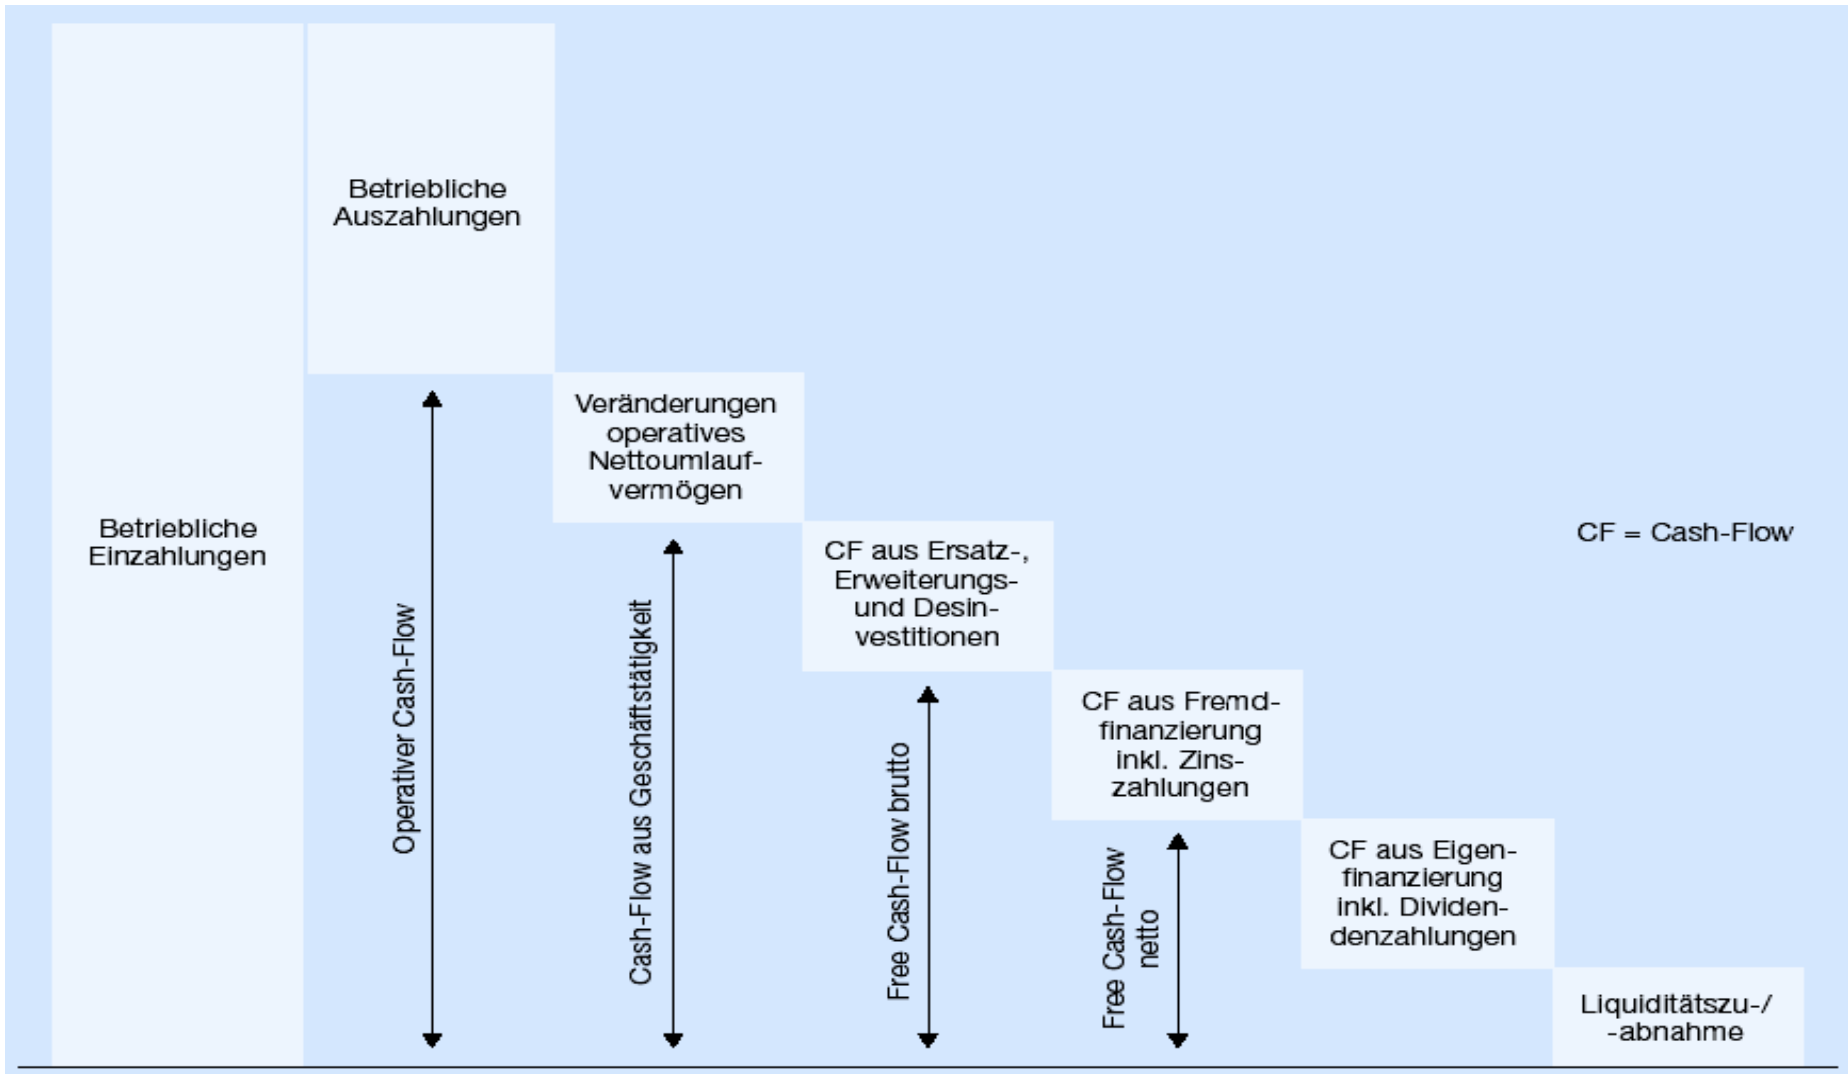 Betriebliche
Einzahlungen
Betriebliche
Auszahlungen
Operativer Cash-Flow
Veränderungen
operatives
Nettoumlauf-
vermögen
Cash-Flow aus Geschäftstätigkeit
CF aus Ersatz-,
Erweiterungs-
und Desin-
vestitionen
Free Cash-Flow brutto
CF aus Fremd-
finanzierung
inkl. Zins-
zahlungen
Free Cash-Flow
netto
CF aus Eigen-
finanzierung
inkl. Dividen-
denzahlungen
Liquiditätszu-/
-abnahme
CF = Cash-Flow